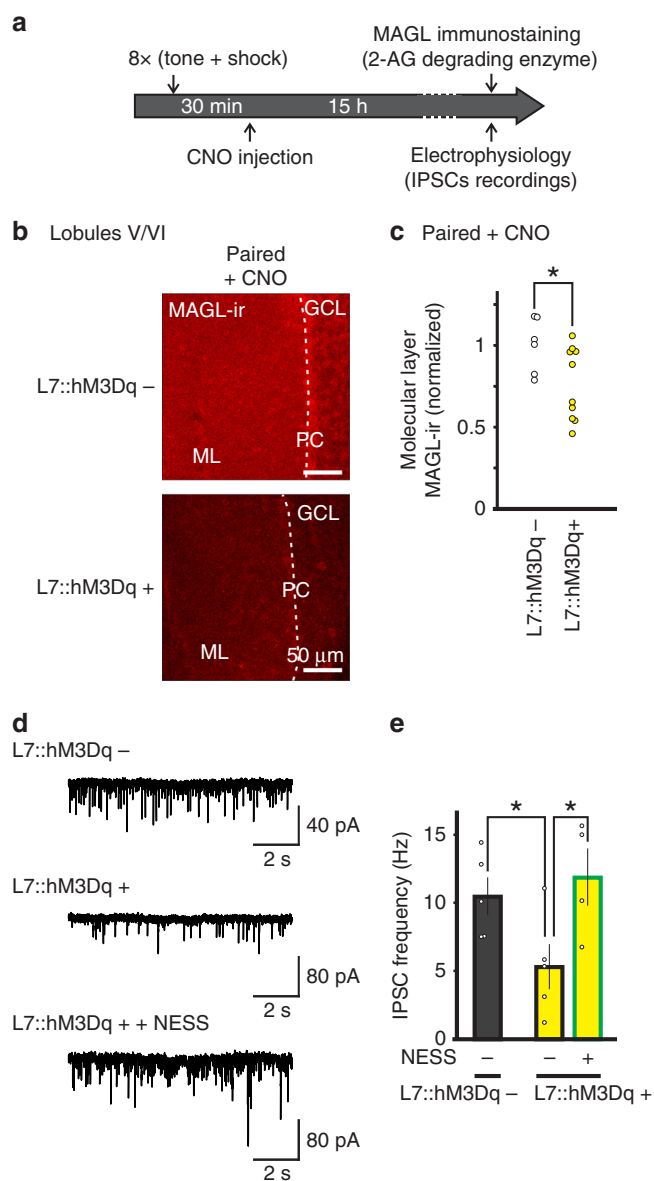 a
8× (tone + shock)
MAGL immunostaining
(2-AG degrading enzyme)
30 min
15 h
CNO injection
Electrophysiology
(IPSCs recordings)
b
Lobules V/VI
Paired
+ CNO
L7::hM3Dq –
MAGL-ir
GCL
PC
ML
L7::hM3Dq +
GCL
PC
ML
50 μm
c
Paired + CNO
*
Molecular layer
MAGL-ir (normalized)
1
0.5
0
L7::hM3Dq –
L7::hM3Dq+
d
L7::hM3Dq –
40 pA
2 s
L7::hM3Dq +
80 pA
2 s
L7::hM3Dq + + NESS
80 pA
2 s
e
*
*
IPSC frequency (Hz)
15
10
5
0
NESS – – +
L7::hM3Dq – L7::hM3Dq +